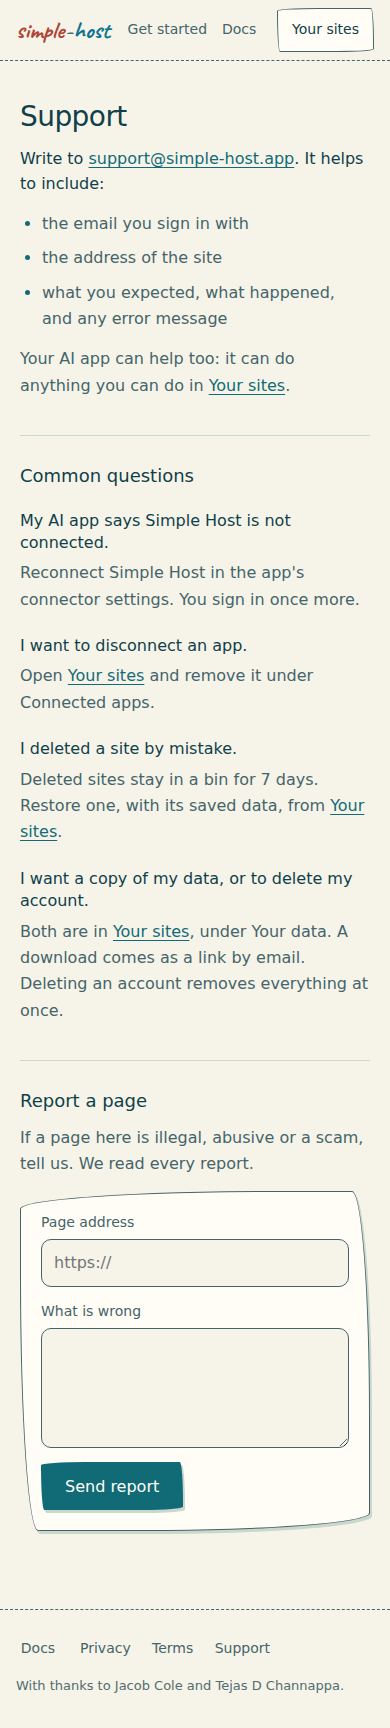 simple-host Get started Docs Your sites
Support
Write to support@simple-host.app. It helps
to include:
• the email you sign in with
• the address of the site
• what you expected, what happened,
and any error message
Your AI app can help too: it can do
anything you can do in Your sites.
Common questions
My AI app says Simple Host is not
connected.
Reconnect Simple Host in the app's
connector settings. You sign in once more.
I want to disconnect an app.
Open Your sites and remove it under
Connected apps.
I deleted a site by mistake.
Deleted sites stay in a bin for 7 days.
Restore one, with its saved data, from Your
sites.
I want a copy of my data, or to delete my
account.
Both are in Your sites, under Your data. A
download comes as a link by email.
Deleting an account removes everything at
once.
Report a page
If a page here is illegal, abusive or a scam,
tell us. We read every report.
Page address
https://
What is wrong
Send report
Docs Privacy Terms Support
With thanks to Jacob Cole and Tejas D Channappa.